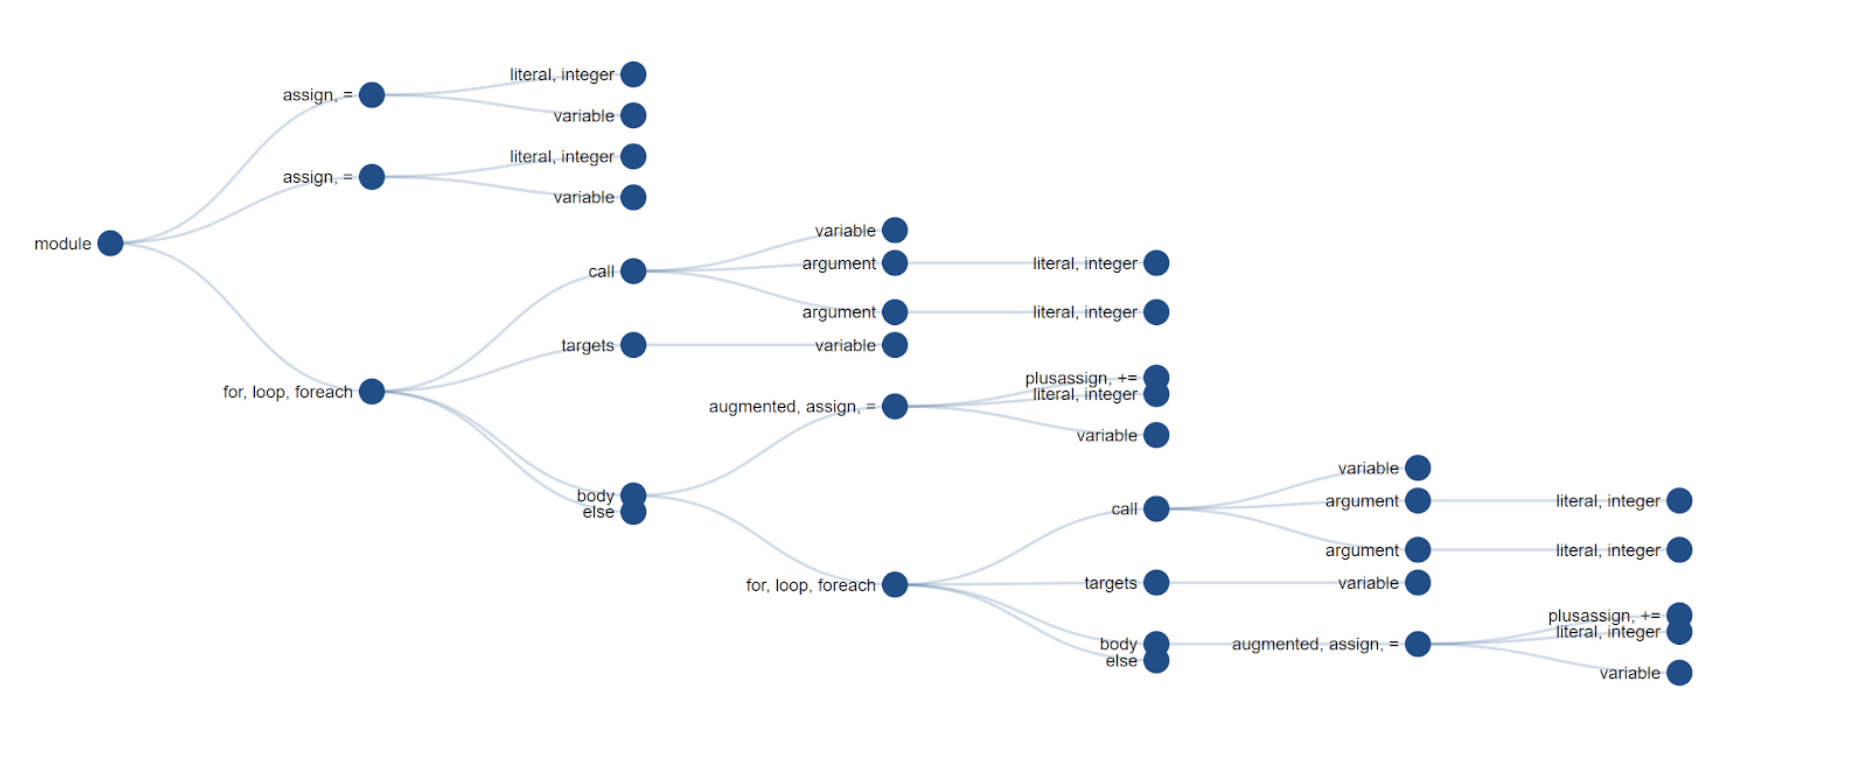 literal, integer
assign, =
variable
literal, integer
assign, =
variable
variable
module
argument
literal, integer
call
argument
literal, integer
targets
variable
plusassign, +=
for, loop, foreach
literal, integer
augmented, assign, =
variable
variable
body
argument
literal, integer
call
else
argument
literal, integer
for, loop, foreach
targets
variable
plusassign, +=
literal, integer
body
augmented, assign, =
else
variable